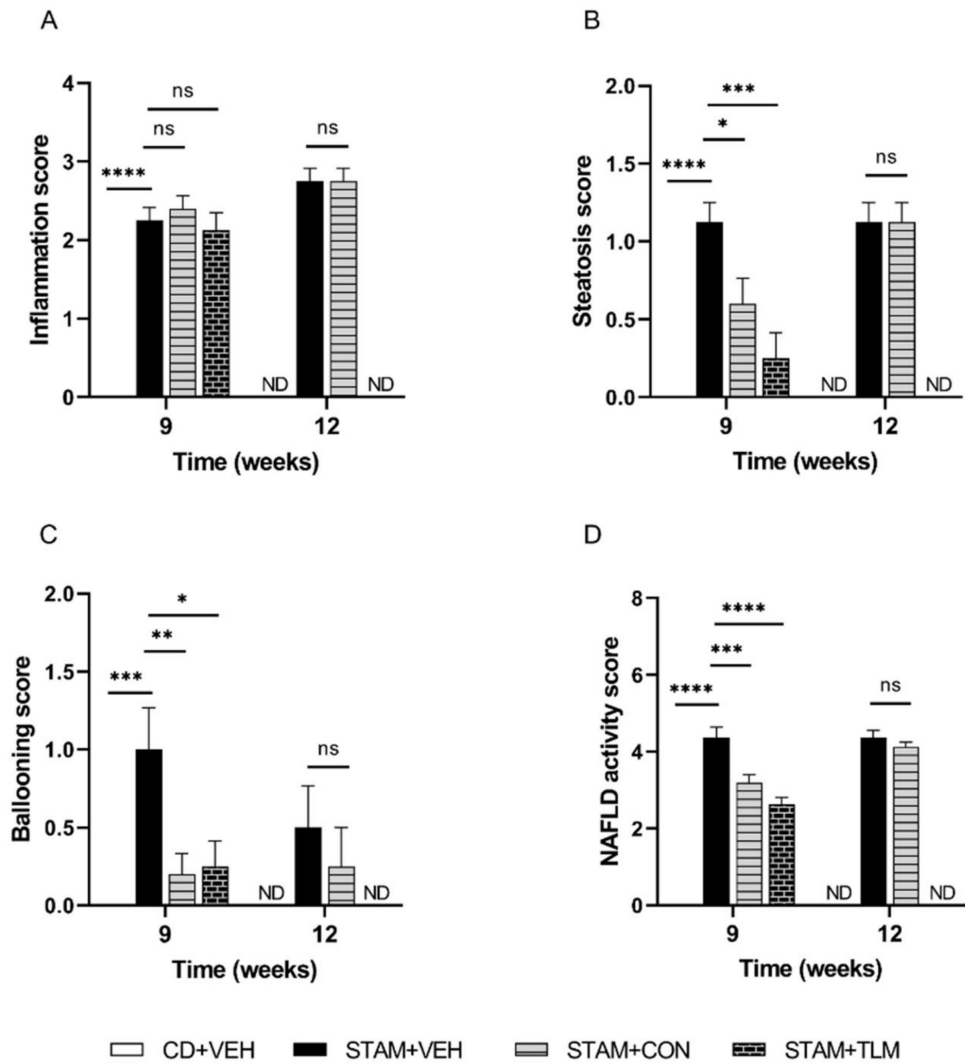 A
Inflammation score
4
3
2
1
0
ns
ns
****
ns
ND
ND
9
12
Time (weeks)
B
Steatosis score
2.0
1.5
1.0
0.5
0.0
***
*
****
ns
ND
ND
9
12
Time (weeks)
C
Ballooning score
2.0
1.5
1.0
0.5
0.0
*
**
***
ns
ND
ND
9
12
Time (weeks)
D
NAFLD activity score
8
6
4
2
0
****
***
****
ns
ND
ND
9
12
Time (weeks)
CD+VEH STAM+VEH STAM+CON STAM+TLM